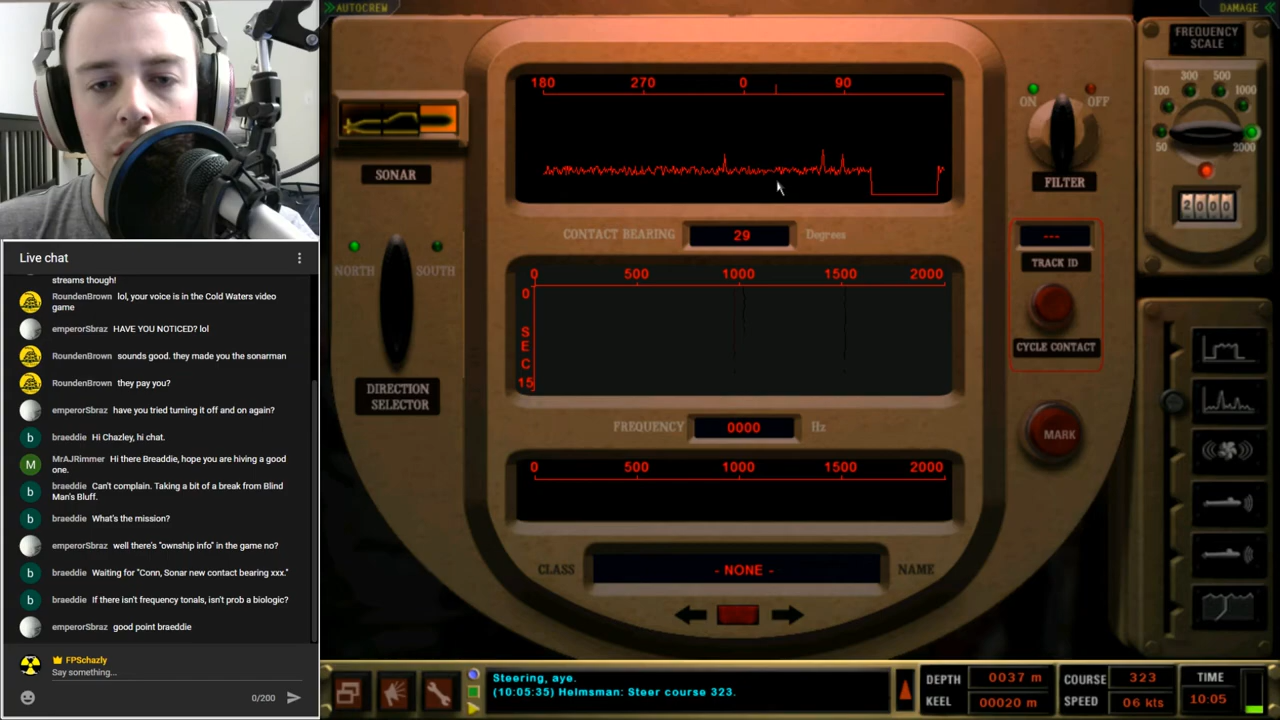 >>AUTOCREW
DAMAGE <<
FREQUENCY
SCALE
100 300 500 1000
50 2000
2000
180 270 0 90
ON OFF
FILTER
SONAR
CONTACT BEARING 29 Degrees
NORTH SOUTH
DIRECTION
SELECTOR
---
TRACK ID
CYCLE CONTACT
0 500 1000 1500 2000
0
S
E
C
15
FREQUENCY 0000 Hz
MARK
0 500 1000 1500 2000
CLASS - NONE - NAME
Steering, aye.
(10:05:35) Helmsman: Steer course 323.
DEPTH 0037 m
KEEL 00020 m
COURSE 323
SPEED 06 kts
TIME
10:05
Live chat
streams though!
RoundenBrown lol, your voice is in the Cold Waters video
game
emperorSbraz HAVE YOU NOTICED? lol
RoundenBrown sounds good. they made you the sonarman
RoundenBrown they pay you?
emperorSbraz have you tried turning it off and on again?
b braeddie Hi Chazley, hi chat.
M MrAJRimmer Hi there Breaddie, hope you are hiving a good
one.
b braeddie Can't complain. Taking a bit of a break from Blind
Man's Bluff.
b braeddie What's the mission?
emperorSbraz well there's "ownship info" in the game no?
b braeddie Waiting for "Conn, Sonar new contact bearing xxx."
b braeddie If there isn't frequency tonals, isn't prob a biologic?
emperorSbraz good point braeddie
FPSchazly
Say something...
0/200